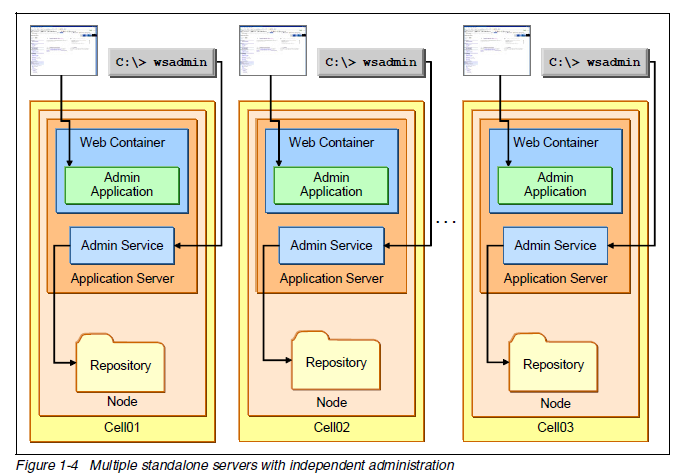 C:\> wsadmin
C:\> wsadmin
C:\> wsadmin
Web Container
Admin
Application
Admin Service
Application Server
Repository
Node
Cell01
Web Container
Admin
Application
Admin Service
Application Server
Repository
Node
Cell02
...
Web Container
Admin
Application
Admin Service
Application Server
Repository
Node
Cell03
Figure 1-4 Multiple standalone servers with independent administration